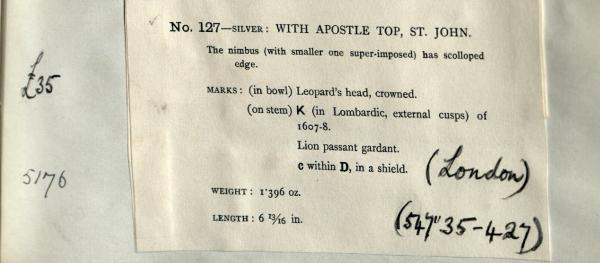 ✓ No. 127—SILVER: WITH APOSTLE TOP, ST. JOHN.
The nimbus (with smaller one super-imposed) has scolloped
edge.
£35
MARKS: (in bowl) Leopard's head, crowned.
(on stem) K (in Lombardic, external cusps) of
1607-8.
Lion passant gardant.
c within D, in a shield. (London)
5176
WEIGHT: 1·396 oz.
LENGTH: 6 13/16 in. (547"35-427)